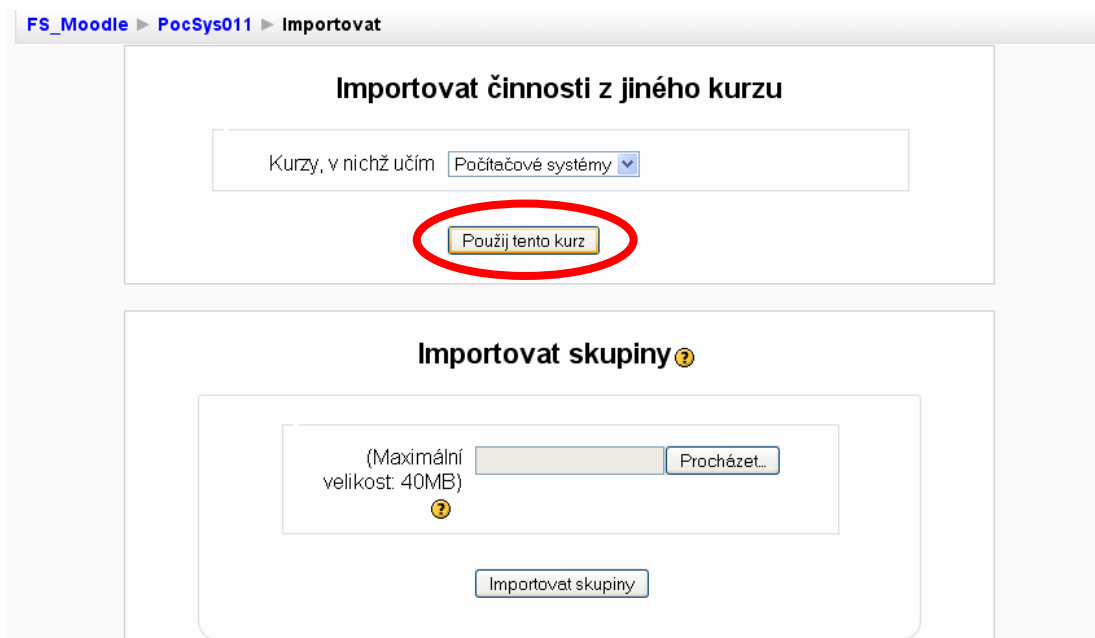 FS_Moodle ► PocSys011 ► Importovat
Importovat činnosti z jiného kurzu
Kurzy, v nichž učím Počítačové systémy
Použij tento kurz
Importovat skupiny ?
(Maximální velikost: 40MB) ? Procházet...
Importovat skupiny